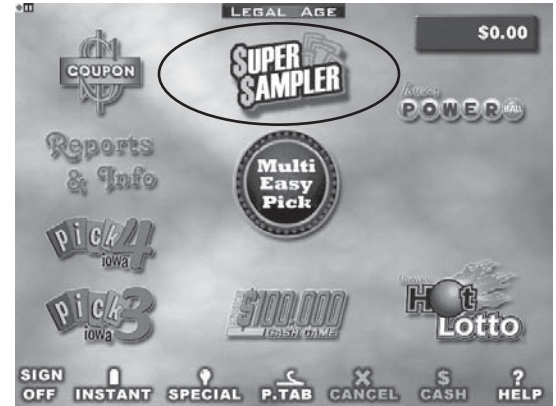 LEGAL AGE
$0.00
COUPON
SUPER
SAMPLER
POWERBALL
Reports
& Info
Multi
Easy
Pick
Pick 4
iowa
Pick 3
iowa
$100,000
CASH GAME
Hot
Lotto
SIGN
OFF
INSTANT
SPECIAL
P.TAB
CANCEL
CASH
HELP